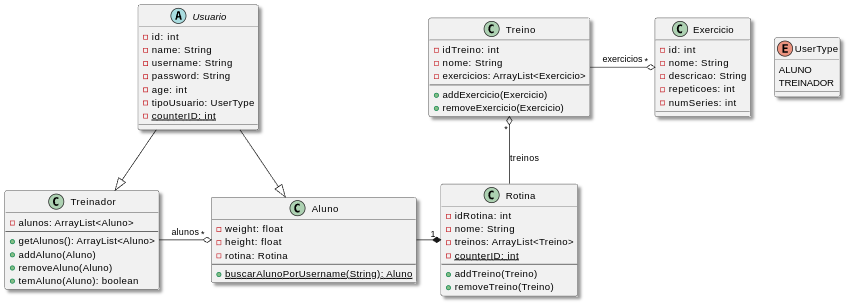 A Usuario
id: int
name: String
username: String
password: String
age: int
tipoUsuario: UserType
counterID: int
C Treino
idTreino: int
nome: String
exercicios: ArrayList<Exercicio>
addExercicio(Exercicio)
removeExercicio(Exercicio)
exercicios
*
C Exercicio
id: int
nome: String
descricao: String
repeticoes: int
numSeries: int
E UserType
ALUNO
TREINADOR
*
treinos
C Treinador
alunos: ArrayList<Aluno>
getAlunos(): ArrayList<Aluno>
addAluno(Aluno)
removeAluno(Aluno)
temAluno(Aluno): boolean
alunos
*
C Aluno
weight: float
height: float
rotina: Rotina
buscarAlunoPorUsername(String): Aluno
1
C Rotina
idRotina: int
nome: String
treinos: ArrayList<Treino>
counterID: int
addTreino(Treino)
removeTreino(Treino)